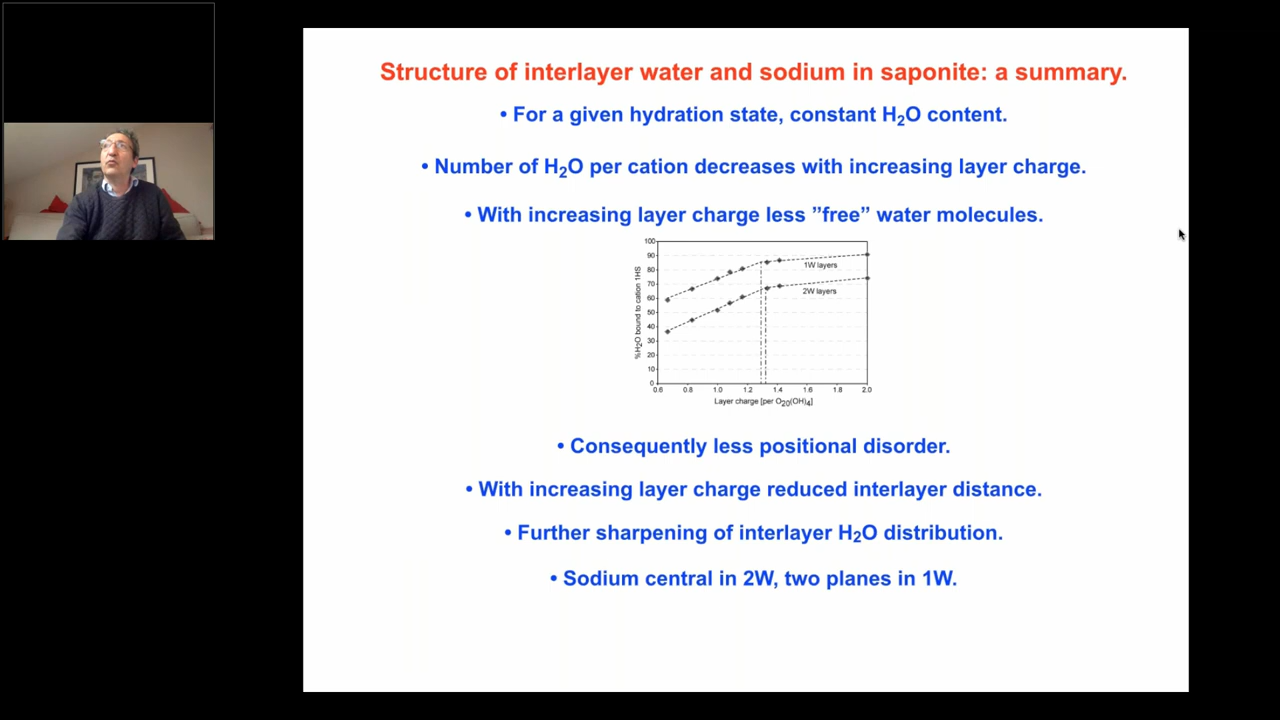 Structure of interlayer water and sodium in saponite: a summary.
• For a given hydration state, constant H₂O content.
• Number of H₂O per cation decreases with increasing layer charge.
• With increasing layer charge less ”free” water molecules.
100
90
80
70
60
50
40
30
20
10
0
%H₂O bound to cation 1HS
1W layers
2W layers
0.6 0.8 1.0 1.2 1.4 1.6 1.8 2.0
Layer charge [per O₂₀(OH)₄]
• Consequently less positional disorder.
• With increasing layer charge reduced interlayer distance.
• Further sharpening of interlayer H₂O distribution.
• Sodium central in 2W, two planes in 1W.